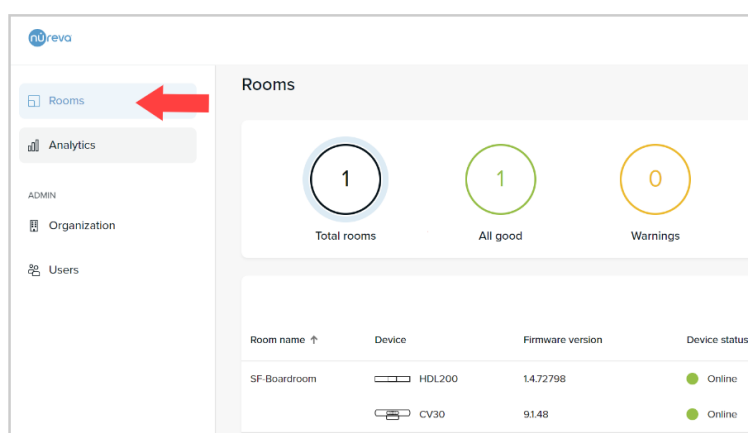 nureva
Rooms
Analytics
ADMIN
Organization
Users
Rooms
1
1
0
Total rooms
All good
Warnings
Room name ↑
Device
Firmware version
Device status
SF-Boardroom
HDL200
1.4.72798
Online
CV30
9.1.48
Online